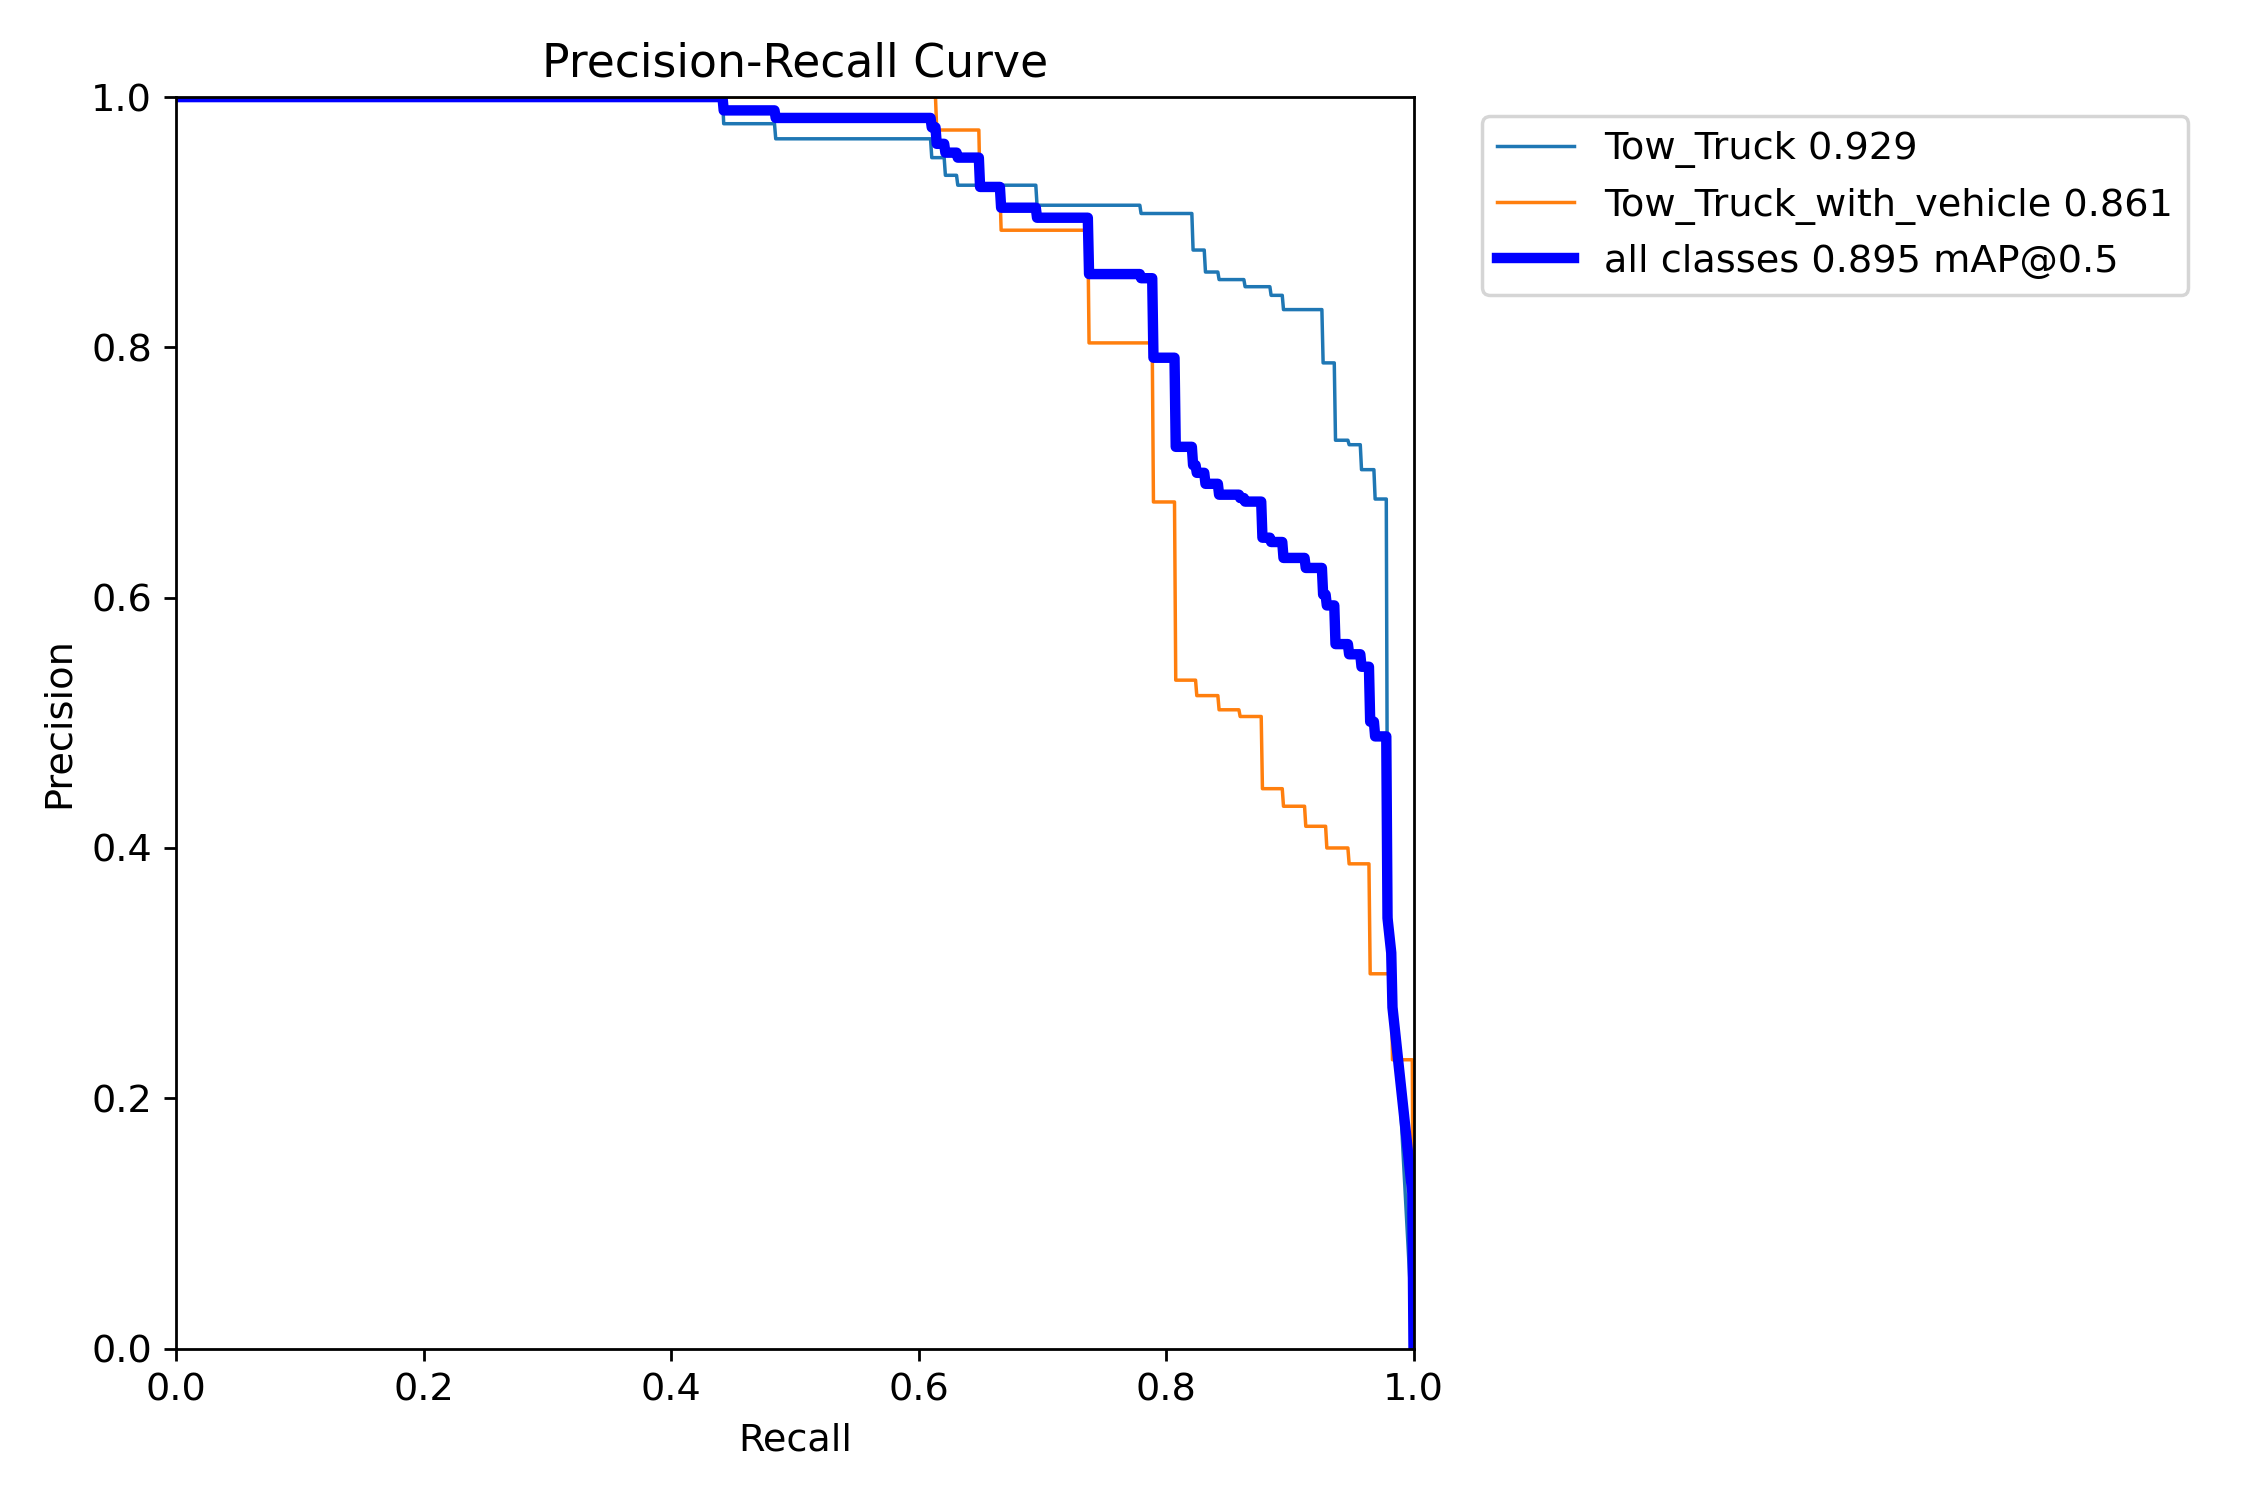 Precision-Recall Curve
1.0
0.8
0.6
0.4
0.2
0.0
Precision
0.0 0.2 0.4 0.6 0.8 1.0
Recall
Tow_Truck 0.929
Tow_Truck_with_vehicle 0.861
all classes 0.895 mAP@0.5